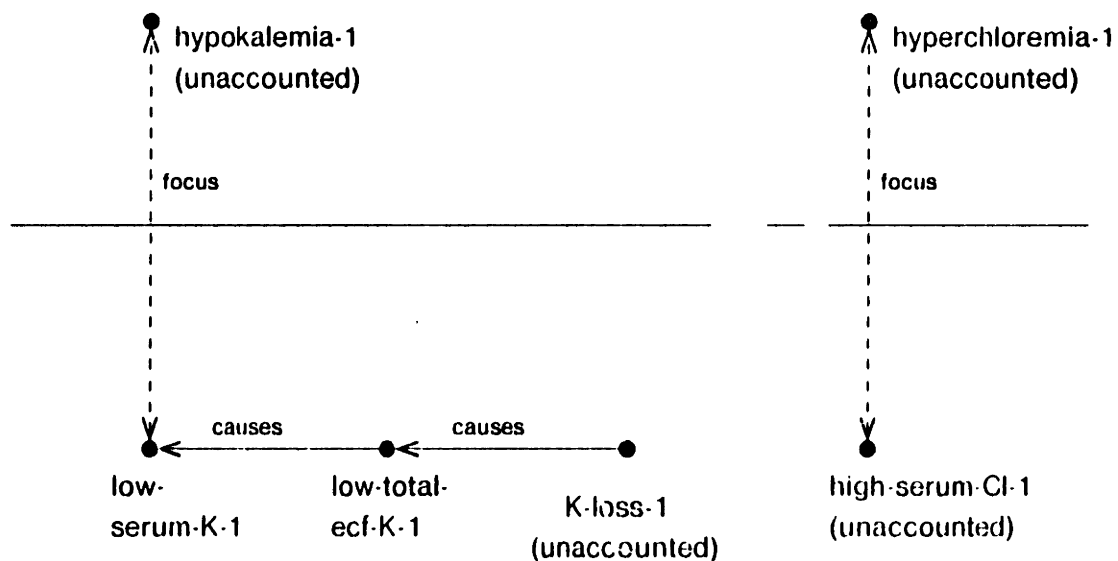 hypokalemia-1
(unaccounted)
hyperchloremia-1
(unaccounted)
focus
focus
causes
causes
low-
serum-K-1
low-total-
ecf-K-1
K-loss-1
(unaccounted)
high-serum-Cl-1
(unaccounted)